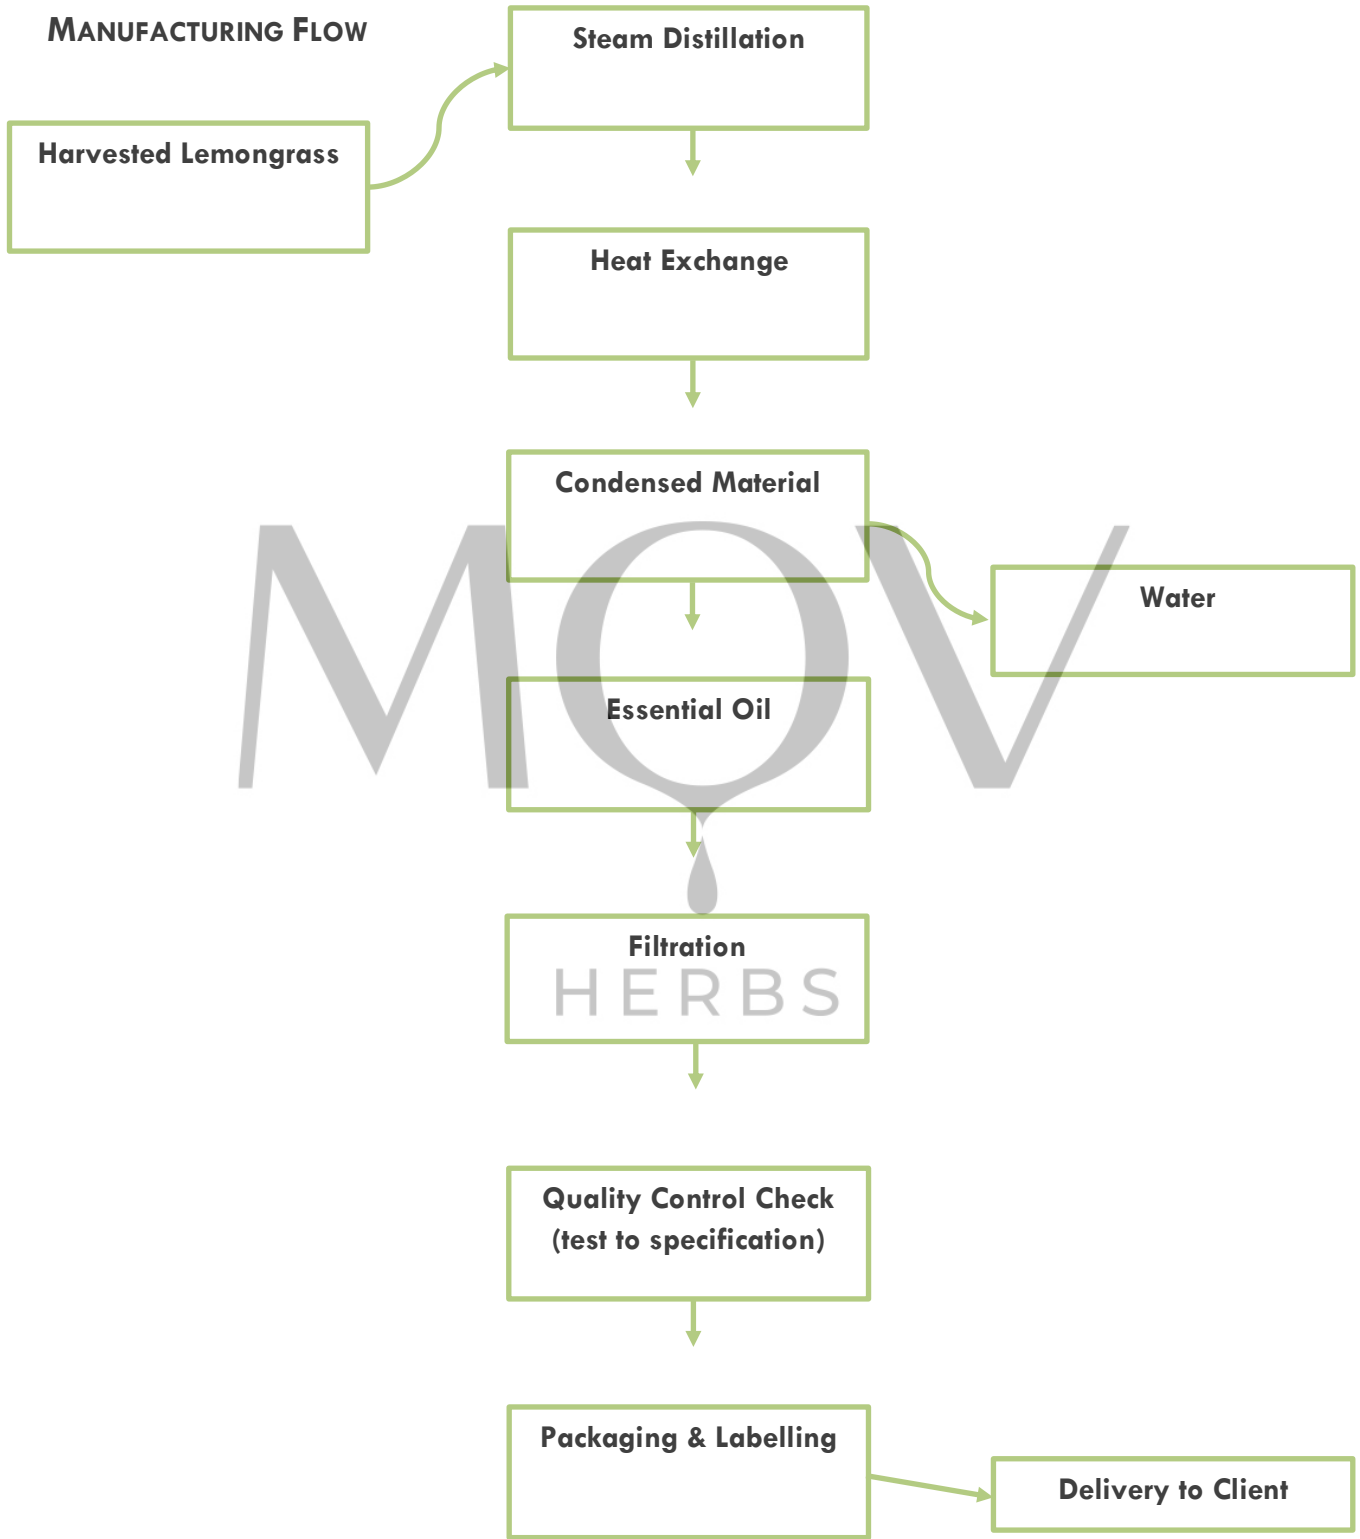 MANUFACTURING FLOW
Steam Distillation
Harvested Lemongrass
Heat Exchange
Condensed Material
Water
Essential Oil
MOV
Filtration
HERBS
Quality Control Check
(test to specification)
Packaging & Labelling
Delivery to Client